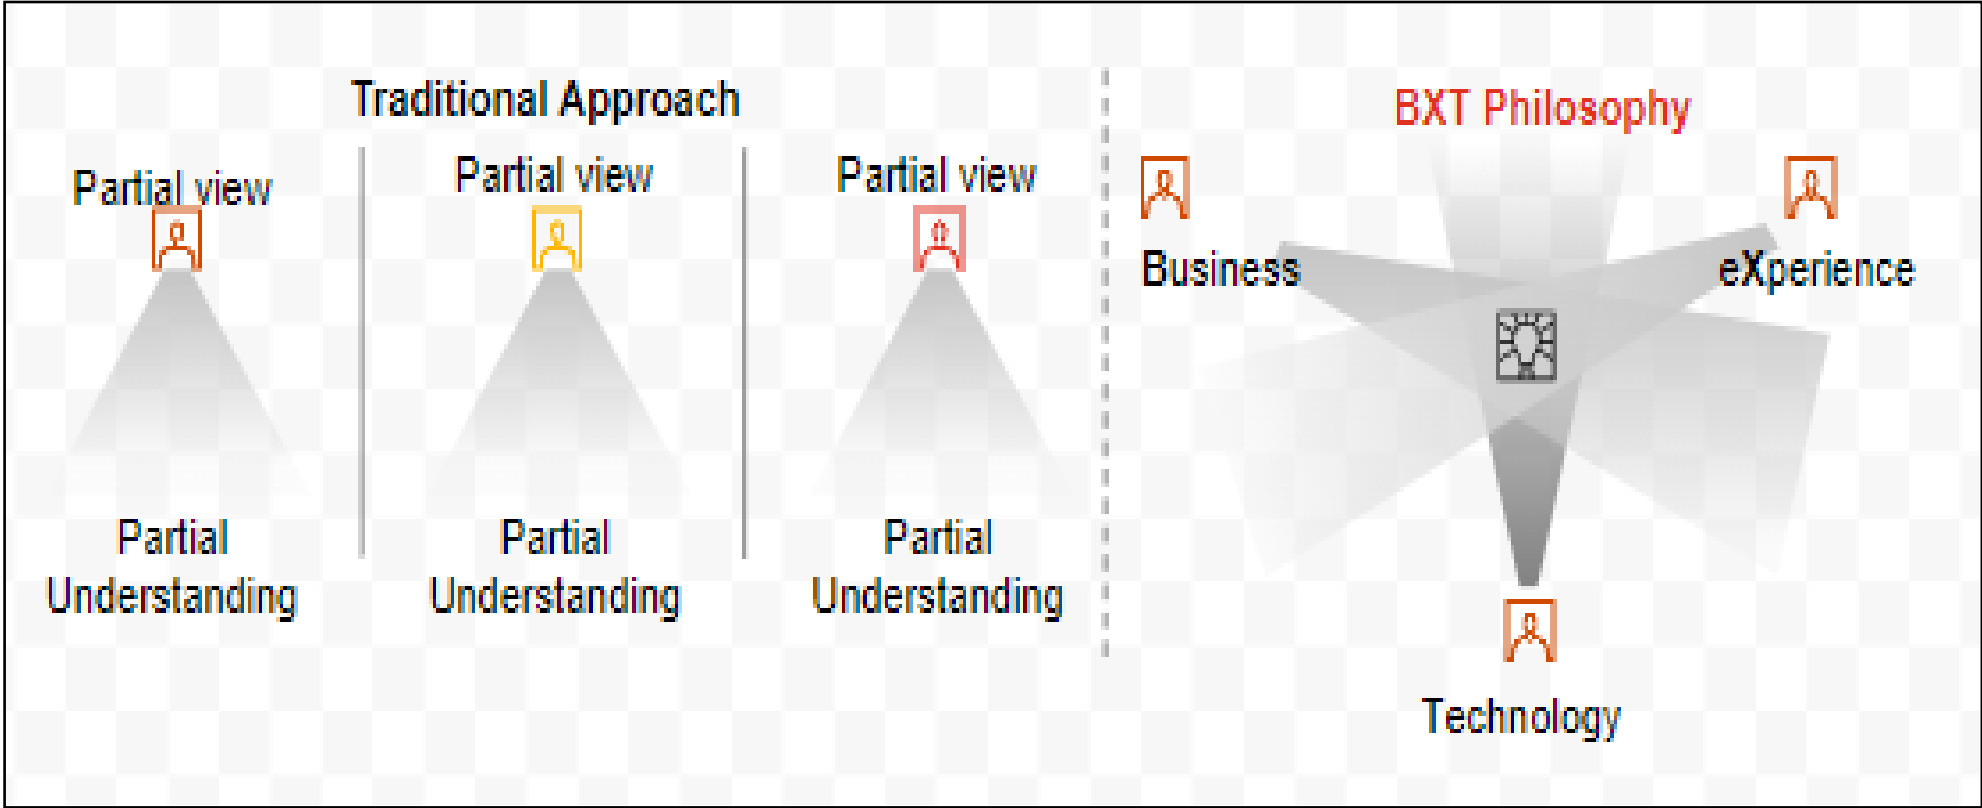 Traditional Approach
Partial view
Partial
Understanding
Partial view
Partial
Understanding
Partial view
Partial
Understanding
BXT Philosophy
Business
eXperience
Technology